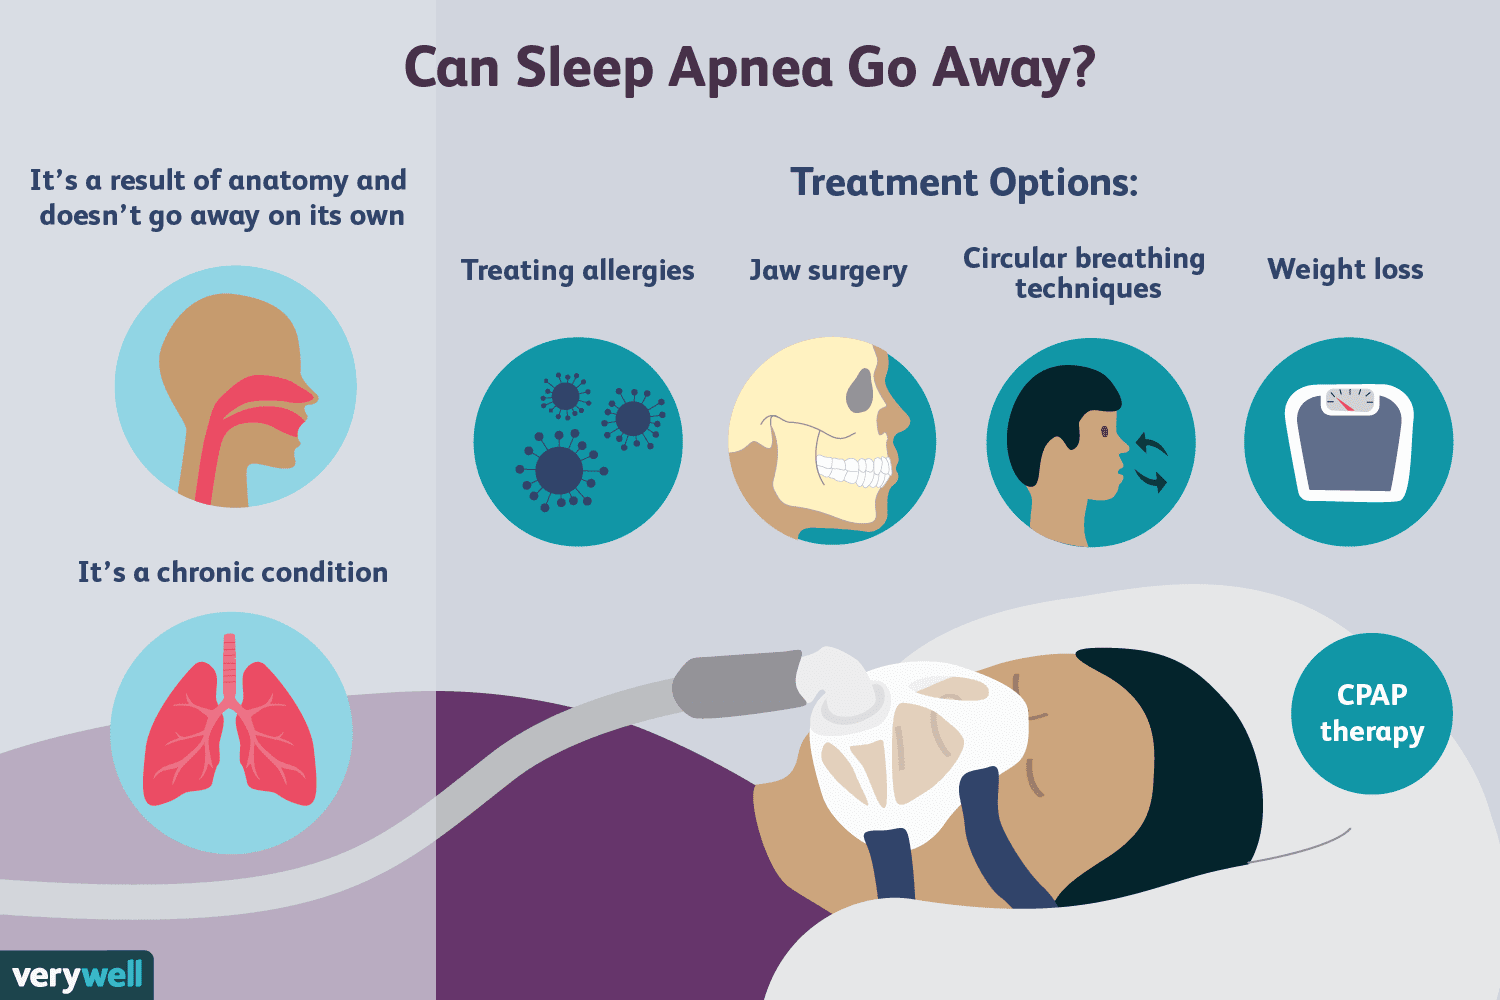 Can Sleep Apnea Go Away?
It's a result of anatomy and
doesn't go away on its own
It's a chronic condition
Treatment Options:
Treating allergies
Jaw surgery
Circular breathing
techniques
Weight loss
CPAP
therapy
verywell